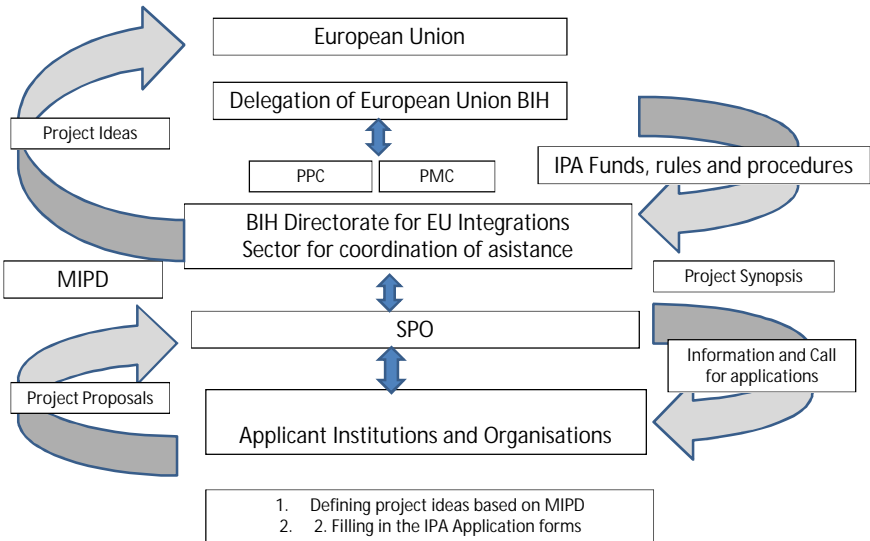 European Union
Delegation of European Union BIH
Project Ideas
PPC
PMC
IPA Funds, rules and procedures
BIH Directorate for EU Integrations
Sector for coordination of asistance
MIPD
Project Synopsis
SPO
Information and Call
for applications
Project Proposals
Applicant Institutions and Organisations
1. Defining project ideas based on MIPD
2. 2. Filling in the IPA Application forms